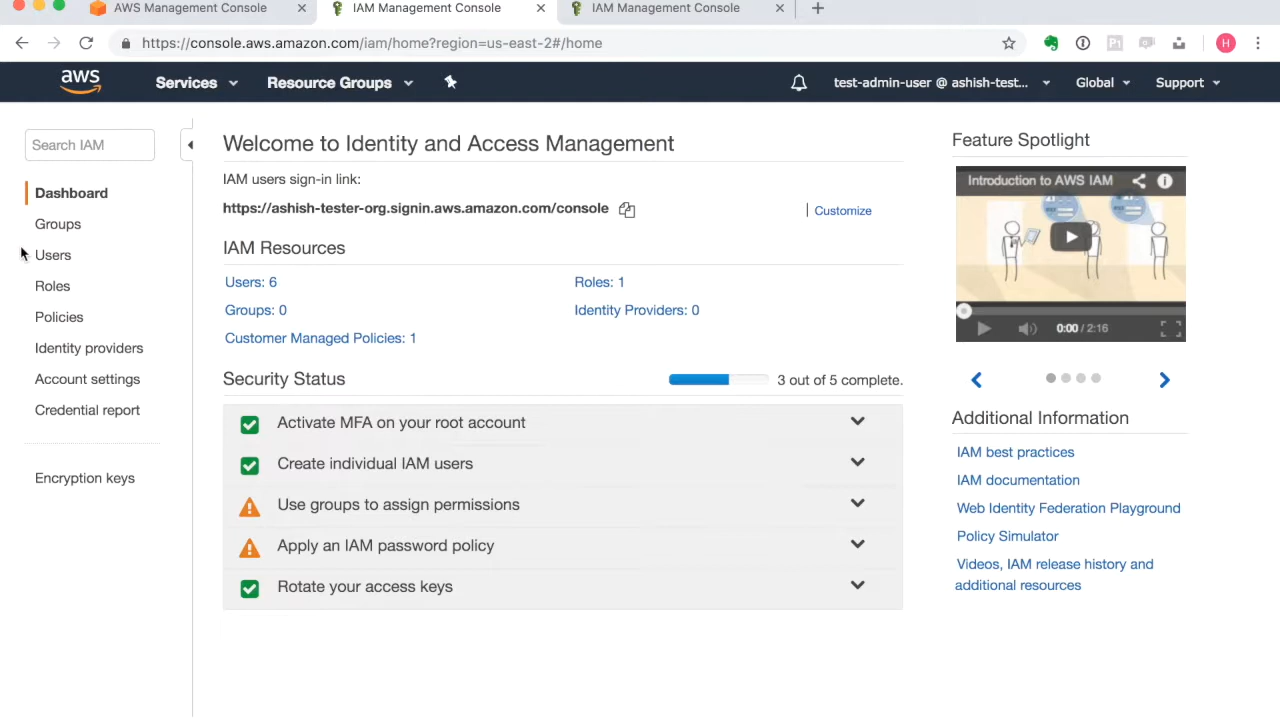 AWS Management Console
IAM Management Console
IAM Management Console
https://console.aws.amazon.com/iam/home?region=us-east-2#/home
H
aws
Services
Resource Groups
test-admin-user @ ashish-test...
Global
Support
Search IAM
Dashboard
Groups
Users
Roles
Policies
Identity providers
Account settings
Credential report
Encryption keys
Welcome to Identity and Access Management
IAM users sign-in link:
https://ashish-tester-org.signin.aws.amazon.com/console
Customize
IAM Resources
Users: 6
Roles: 1
Groups: 0
Identity Providers: 0
Customer Managed Policies: 1
Security Status
3 out of 5 complete.
Activate MFA on your root account
Create individual IAM users
Use groups to assign permissions
Apply an IAM password policy
Rotate your access keys
Feature Spotlight
Introduction to AWS IAM
0:00 / 2:16
Additional Information
IAM best practices
IAM documentation
Web Identity Federation Playground
Policy Simulator
Videos, IAM release history and
additional resources